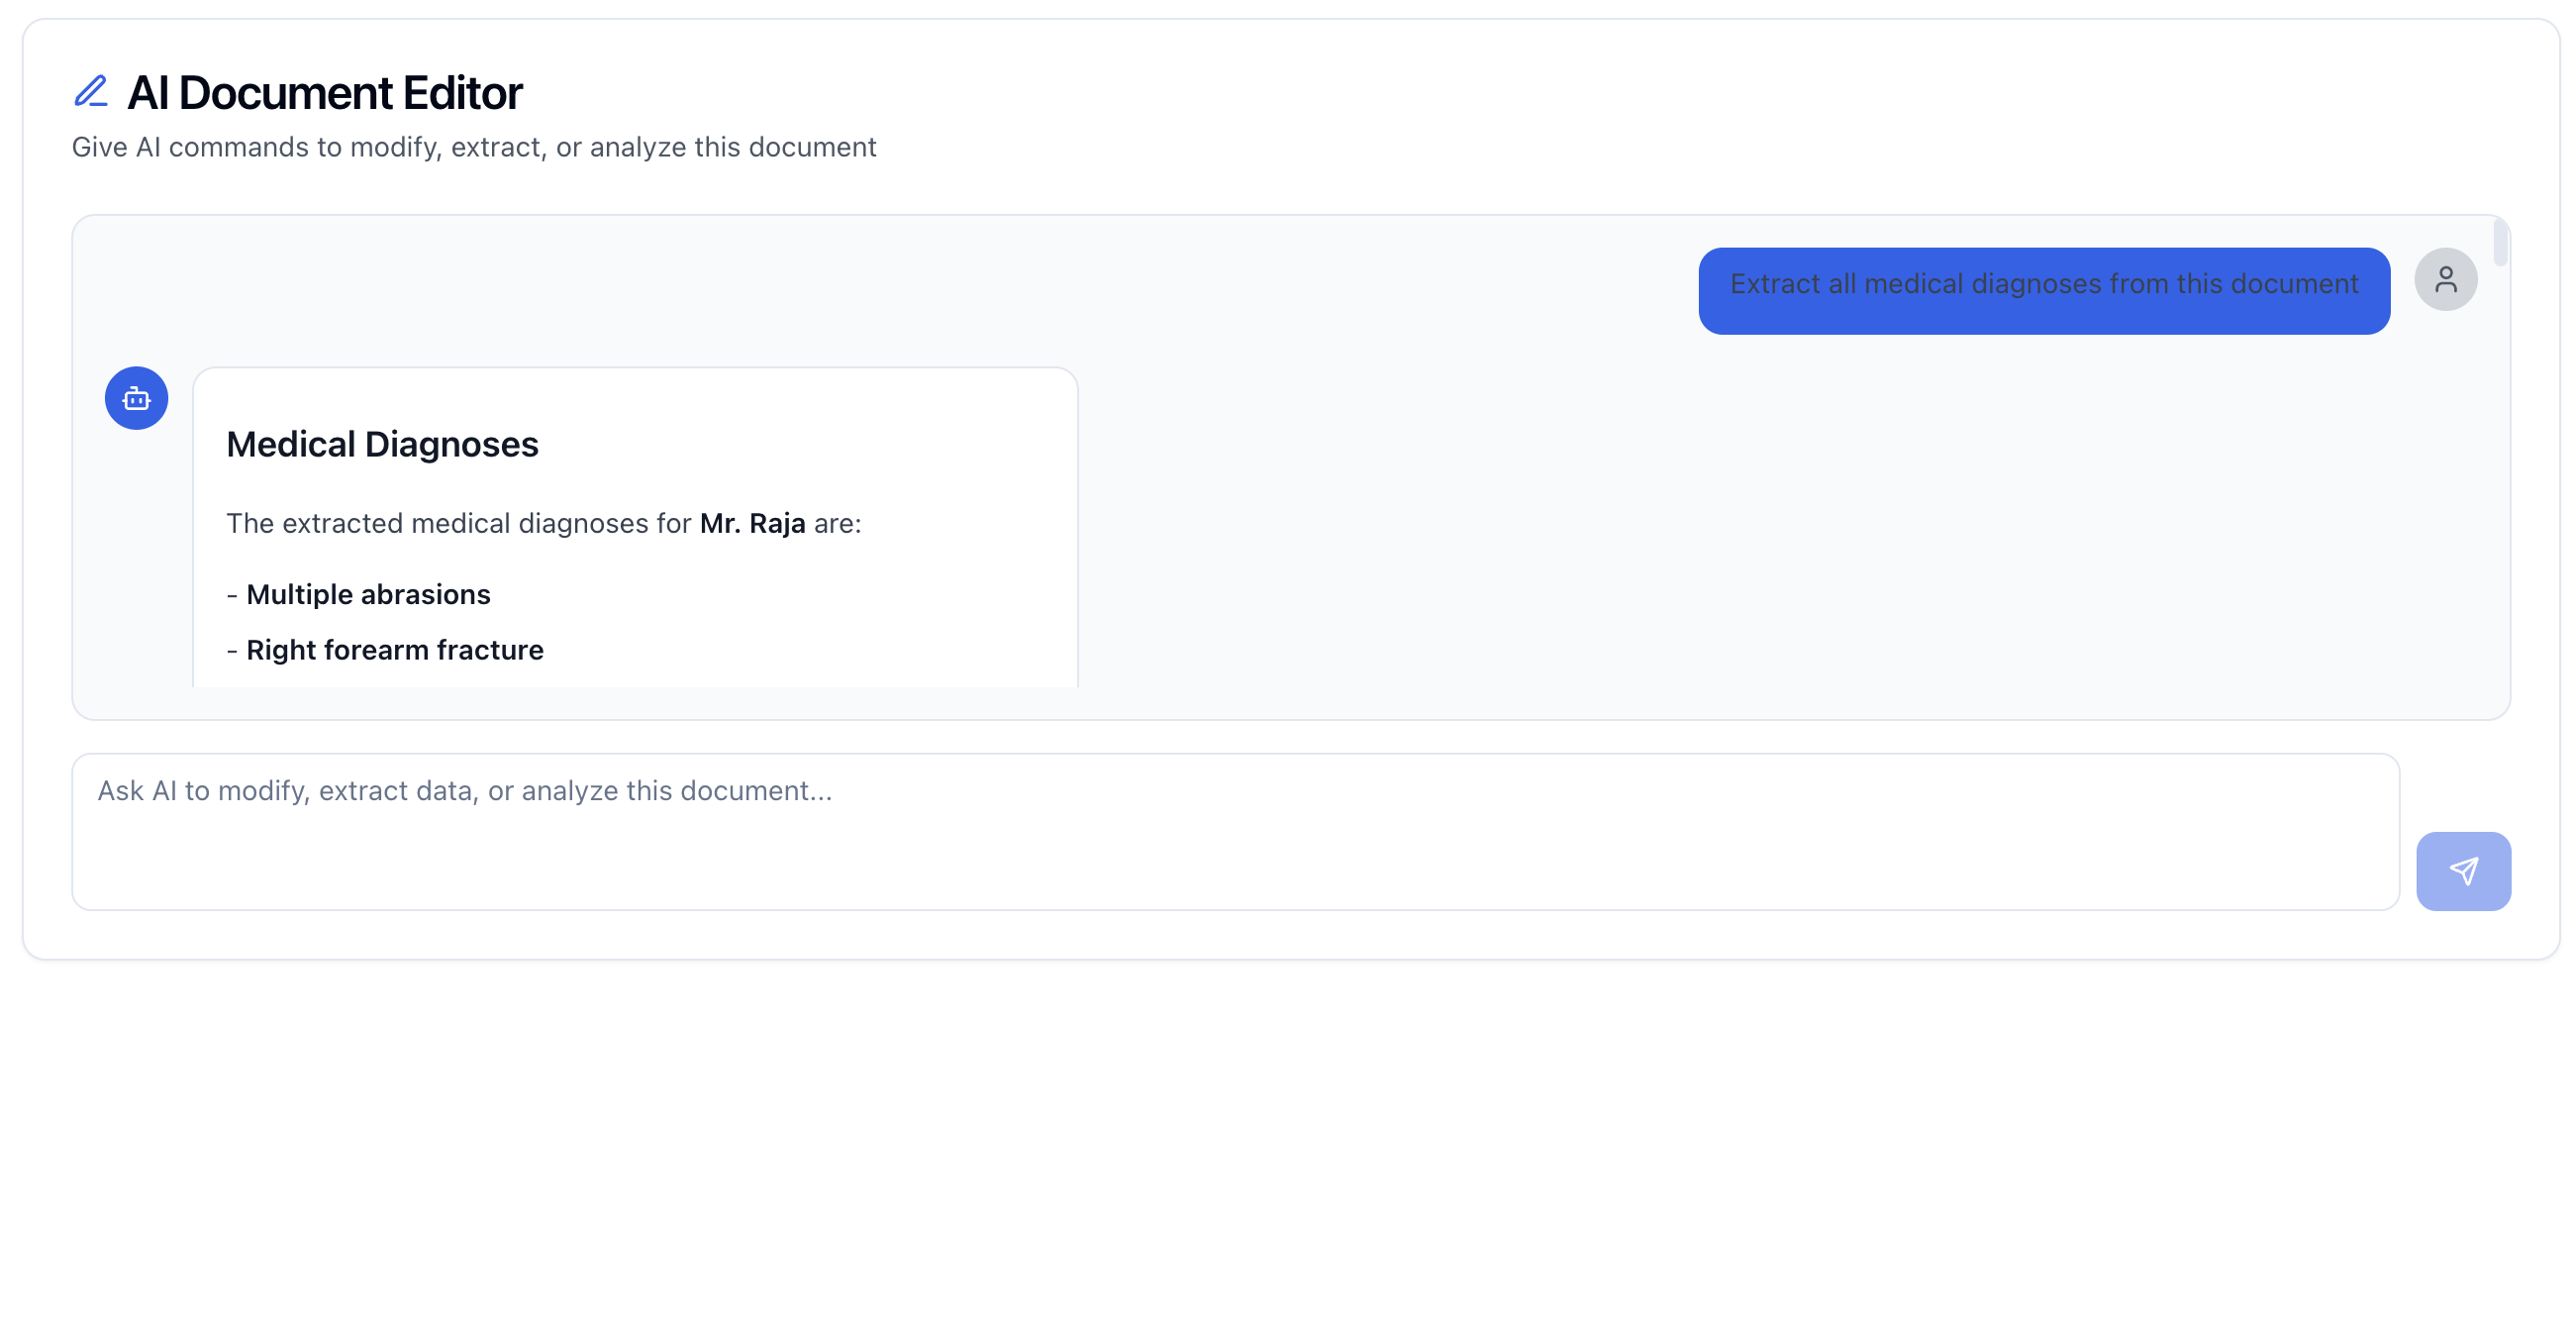 AI Document Editor
Give AI commands to modify, extract, or analyze this document
Extract all medical diagnoses from this document
Medical Diagnoses
The extracted medical diagnoses for Mr. Raja are:
- Multiple abrasions
- Right forearm fracture
Ask AI to modify, extract data, or analyze this document...